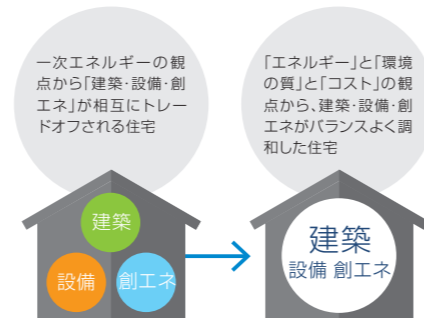 一次エネルギーの観
点から「建築・設備・創
エネ」が相互にトレー
ドオフされる住宅
「エネルギー」と「環境
の質」と「コスト」の観
点から、建築・設備・創
エネがバランスよく調
和した住宅
建築
設備
創エネ
建築
設備 創エネ